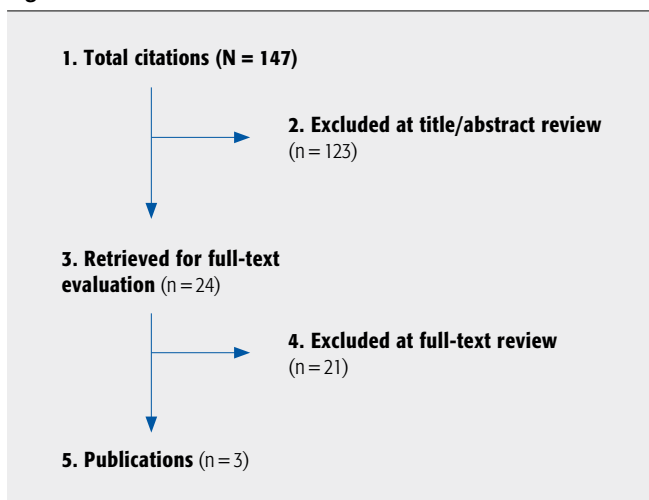 1. Total citations (N = 147)
2. Excluded at title/abstract review
(n = 123)
3. Retrieved for full-text
evaluation (n = 24)
4. Excluded at full-text review
(n = 21)
5. Publications (n = 3)